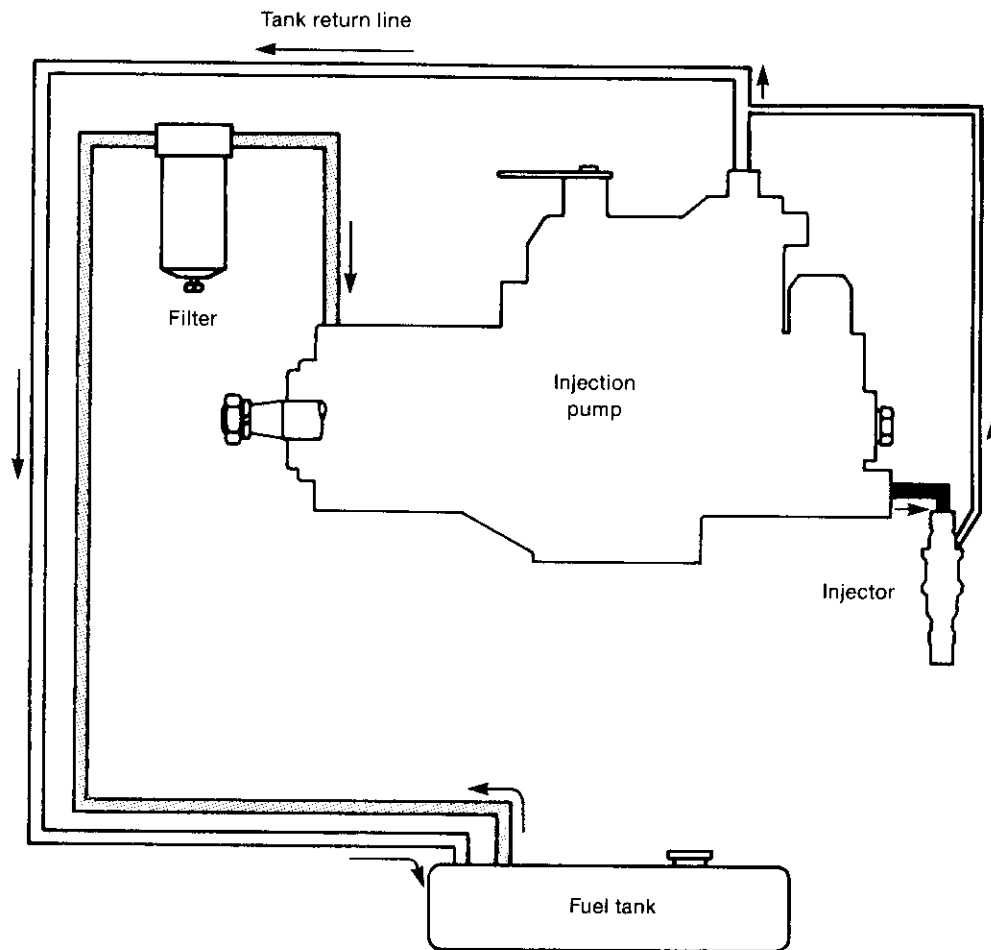 Tank return line
Filter
Injection
pump
Injector
Fuel tank